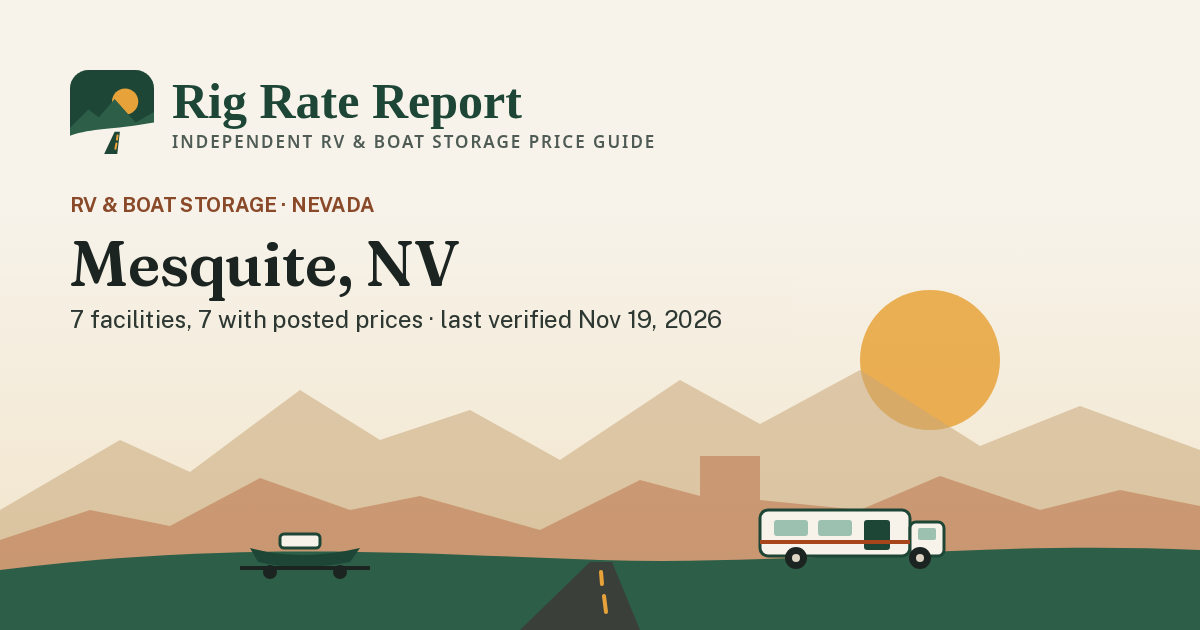 Rig Rate Report
INDEPENDENT RV & BOAT STORAGE PRICE GUIDE
RV & BOAT STORAGE · NEVADA
Mesquite, NV
7 facilities, 7 with posted prices · last verified Nov 19, 2026